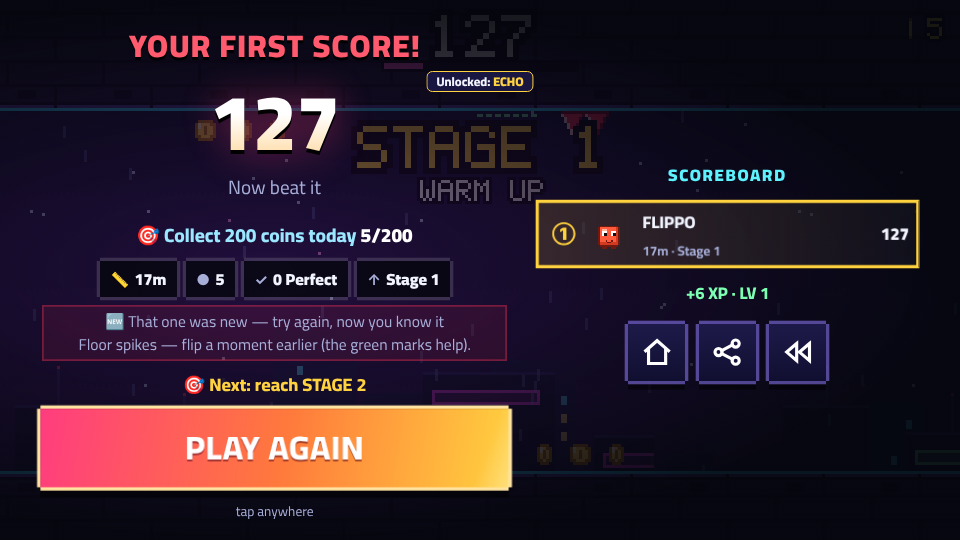 127
15
YOUR FIRST SCORE!
Unlocked: ECHO
127
STAGE 1
WARM UP
Now beat it
🎯 Collect 200 coins today 5/200
📏 17m
5
✓ 0 Perfect
↑ Stage 1
🆕 That one was new — try again, now you know it
Floor spikes — flip a moment earlier (the green marks help).
🎯 Next: reach STAGE 2
PLAY AGAIN
tap anywhere
SCOREBOARD
1
FLIPPO
127
17m · Stage 1
+6 XP · LV 1